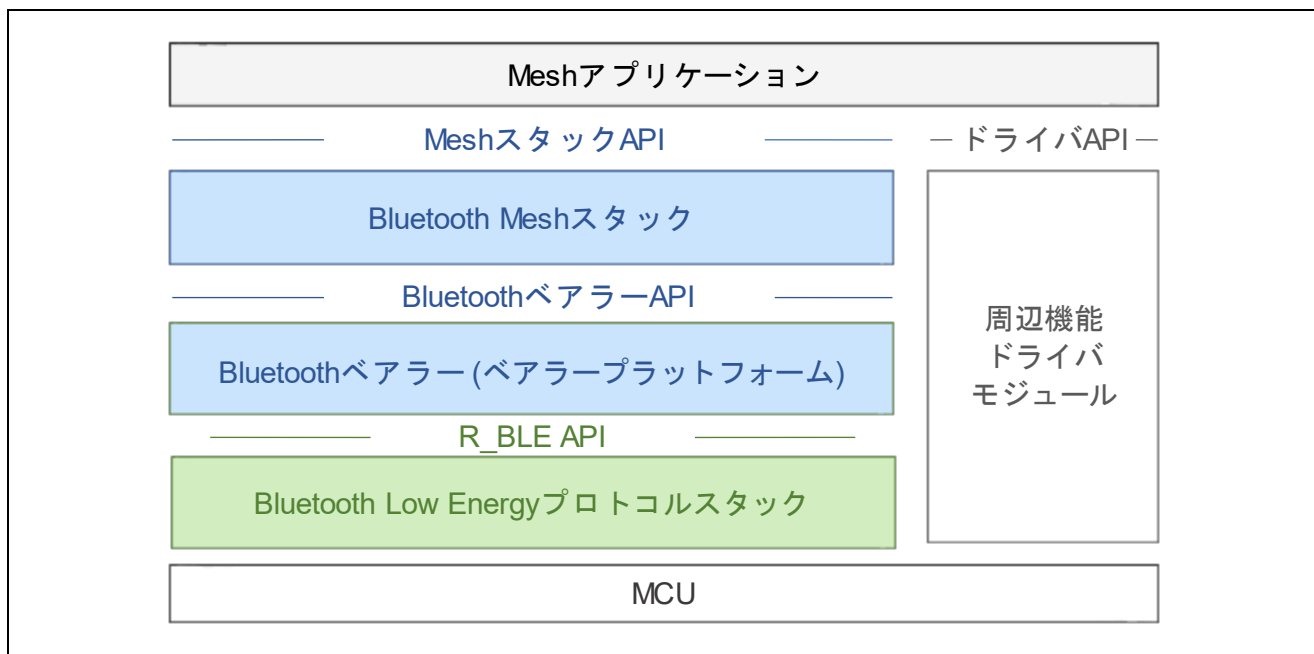 Meshアプリケーション
MeshスタックAPI
ドライバAPI
Bluetooth Meshスタック
BluetoothベアラーAPI
周辺機能
ドライバ
モジュール
Bluetoothベアラー (ベアラープラットフォーム)
R_BLE API
Bluetooth Low Energyプロトコルスタック
MCU